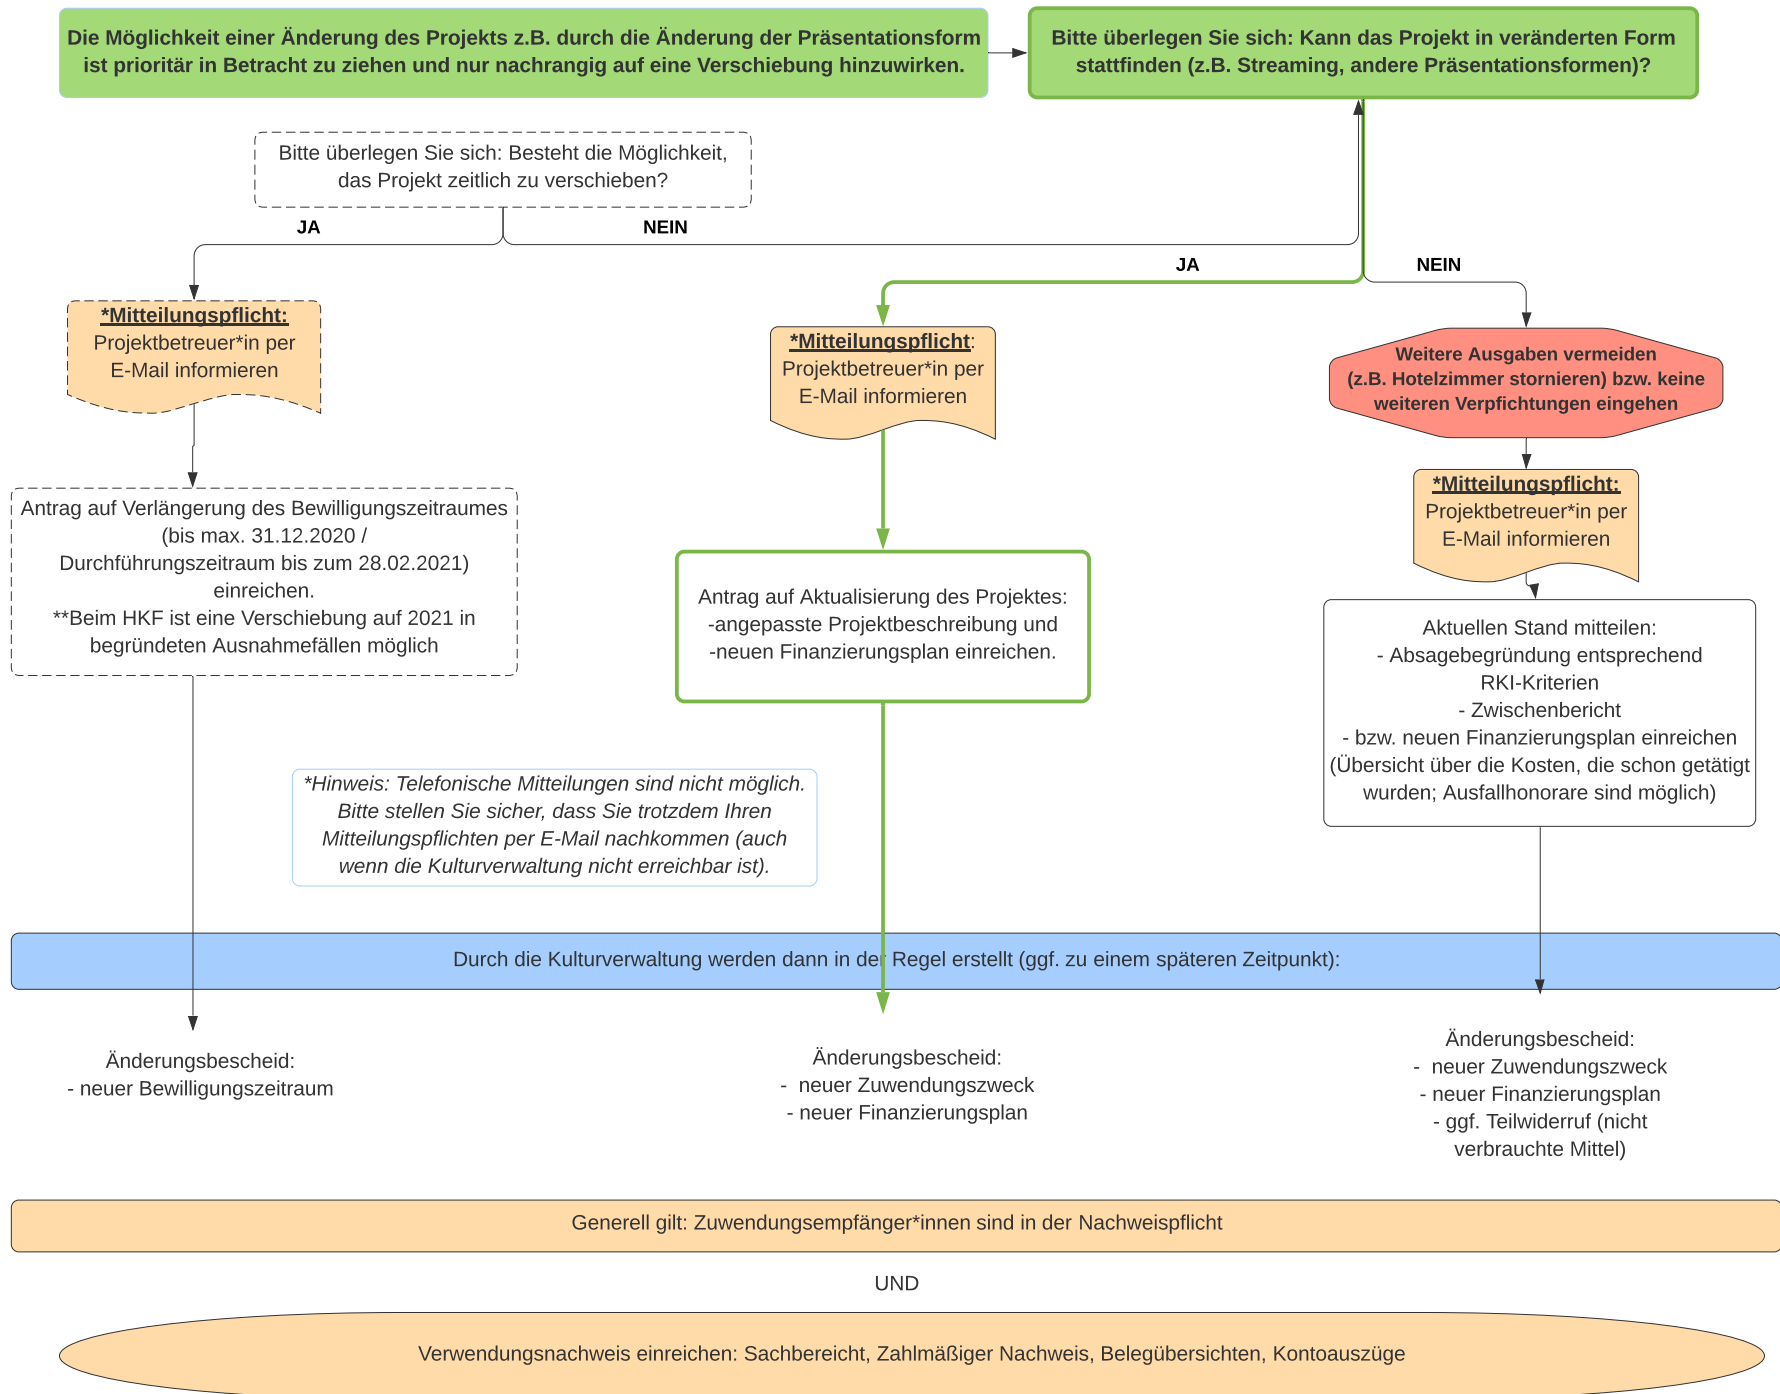 Die Möglichkeit einer Änderung des Projekts z.B. durch die Änderung der Präsentationsform
ist prioritär in Betracht zu ziehen und nur nachrangig auf eine Verschiebung hinzuwirken.
Bitte überlegen Sie sich: Kann das Projekt in veränderten Form
stattfinden (z.B. Streaming, andere Präsentationsformen)?
Bitte überlegen Sie sich: Besteht die Möglichkeit,
das Projekt zeitlich zu verschieben?
JA
NEIN
JA
NEIN
*Mitteilungspflicht:
Projektbetreuer*in per
E-Mail informieren
*Mitteilungspflicht:
Projektbetreuer*in per
E-Mail informieren
Weitere Ausgaben vermeiden
(z.B. Hotelzimmer stornieren) bzw. keine
weiteren Verpfichtungen eingehen
*Mitteilungspflicht:
Projektbetreuer*in per
E-Mail informieren
Antrag auf Verlängerung des Bewilligungszeitraumes
(bis max. 31.12.2020 /
Durchführungszeitraum bis zum 28.02.2021)
einreichen.
**Beim HKF ist eine Verschiebung auf 2021 in
begründeten Ausnahmefällen möglich
Antrag auf Aktualisierung des Projektes:
-angepasste Projektbeschreibung und
-neuen Finanzierungsplan einreichen.
Aktuellen Stand mitteilen:
- Absagebegründung entsprechend
RKI-Kriterien
- Zwischenbericht
- bzw. neuen Finanzierungsplan einreichen
(Übersicht über die Kosten, die schon getätigt
wurden; Ausfallhonorare sind möglich)
*Hinweis: Telefonische Mitteilungen sind nicht möglich.
Bitte stellen Sie sicher, dass Sie trotzdem Ihren
Mitteilungspflichten per E-Mail nachkommen (auch
wenn die Kulturverwaltung nicht erreichbar ist).
Durch die Kulturverwaltung werden dann in der Regel erstellt (ggf. zu einem späteren Zeitpunkt):
Änderungsbescheid:
- neuer Bewilligungszeitraum
Änderungsbescheid:
- neuer Zuwendungszweck
- neuer Finanzierungsplan
Änderungsbescheid:
- neuer Zuwendungszweck
- neuer Finanzierungsplan
- ggf. Teilwiderruf (nicht
verbrauchte Mittel)
Generell gilt: Zuwendungsempfänger*innen sind in der Nachweispflicht
UND
Verwendungsnachweis einreichen: Sachbereicht, Zahlmäßiger Nachweis, Belegübersichten, Kontoauszüge